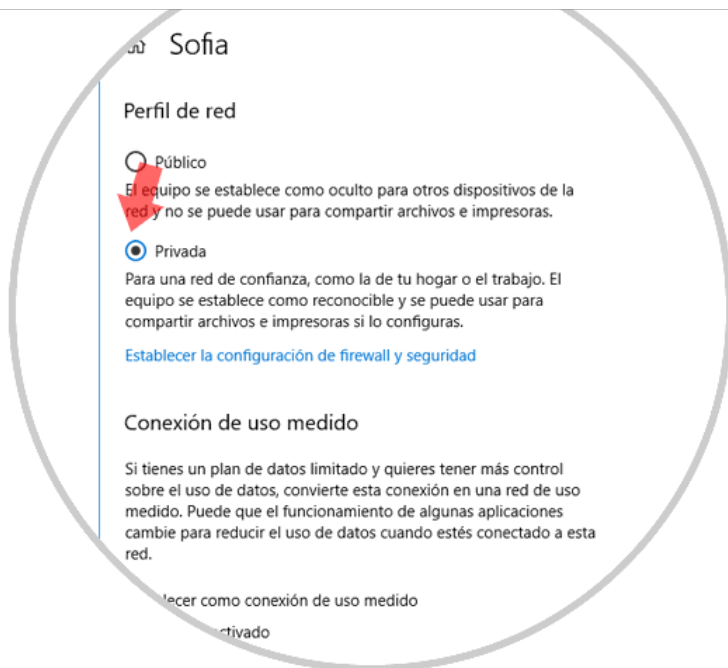 Sofia
Perfil de red
Público
El equipo se establece como oculto para otros dispositivos de la
red y no se puede usar para compartir archivos e impresoras.
Privada
Para una red de confianza, como la de tu hogar o el trabajo. El
equipo se establece como reconocible y se puede usar para
compartir archivos e impresoras si lo configuras.
Establecer la configuración de firewall y seguridad
Conexión de uso medido
Si tienes un plan de datos limitado y quieres tener más control
sobre el uso de datos, convierte esta conexión en una red de uso
medido. Puede que el funcionamiento de algunas aplicaciones
cambie para reducir el uso de datos cuando estés conectado a esta
red.
lecer como conexión de uso medido
ctivado